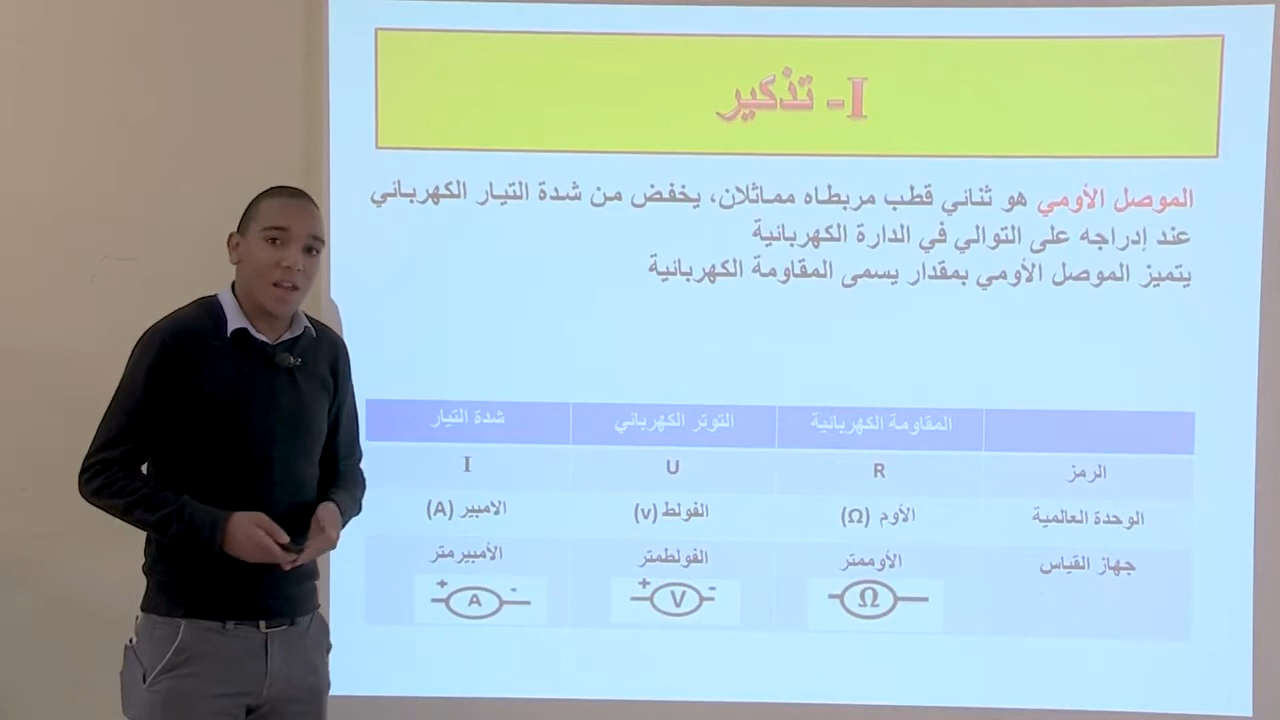 I- تذكير
الموصل الأومي هو ثنائي قطب مربطاه مماثلان، يخفض من شدة التيار الكهربائي
عند إدراجه على التوالي في الدارة الكهربائية
يتميز الموصل الأومي بمقدار يسمى المقاومة الكهربائية
المقاومة الكهربائية التوتر الكهربائي شدة التيار
الرمز R U I
الوحدة العالمية الأوم (Ω) الفولط (v) الامبير (A)
جهاز القياس الأوممتر الفولطمتر الأمبيرمتر
Ω + V - + A -